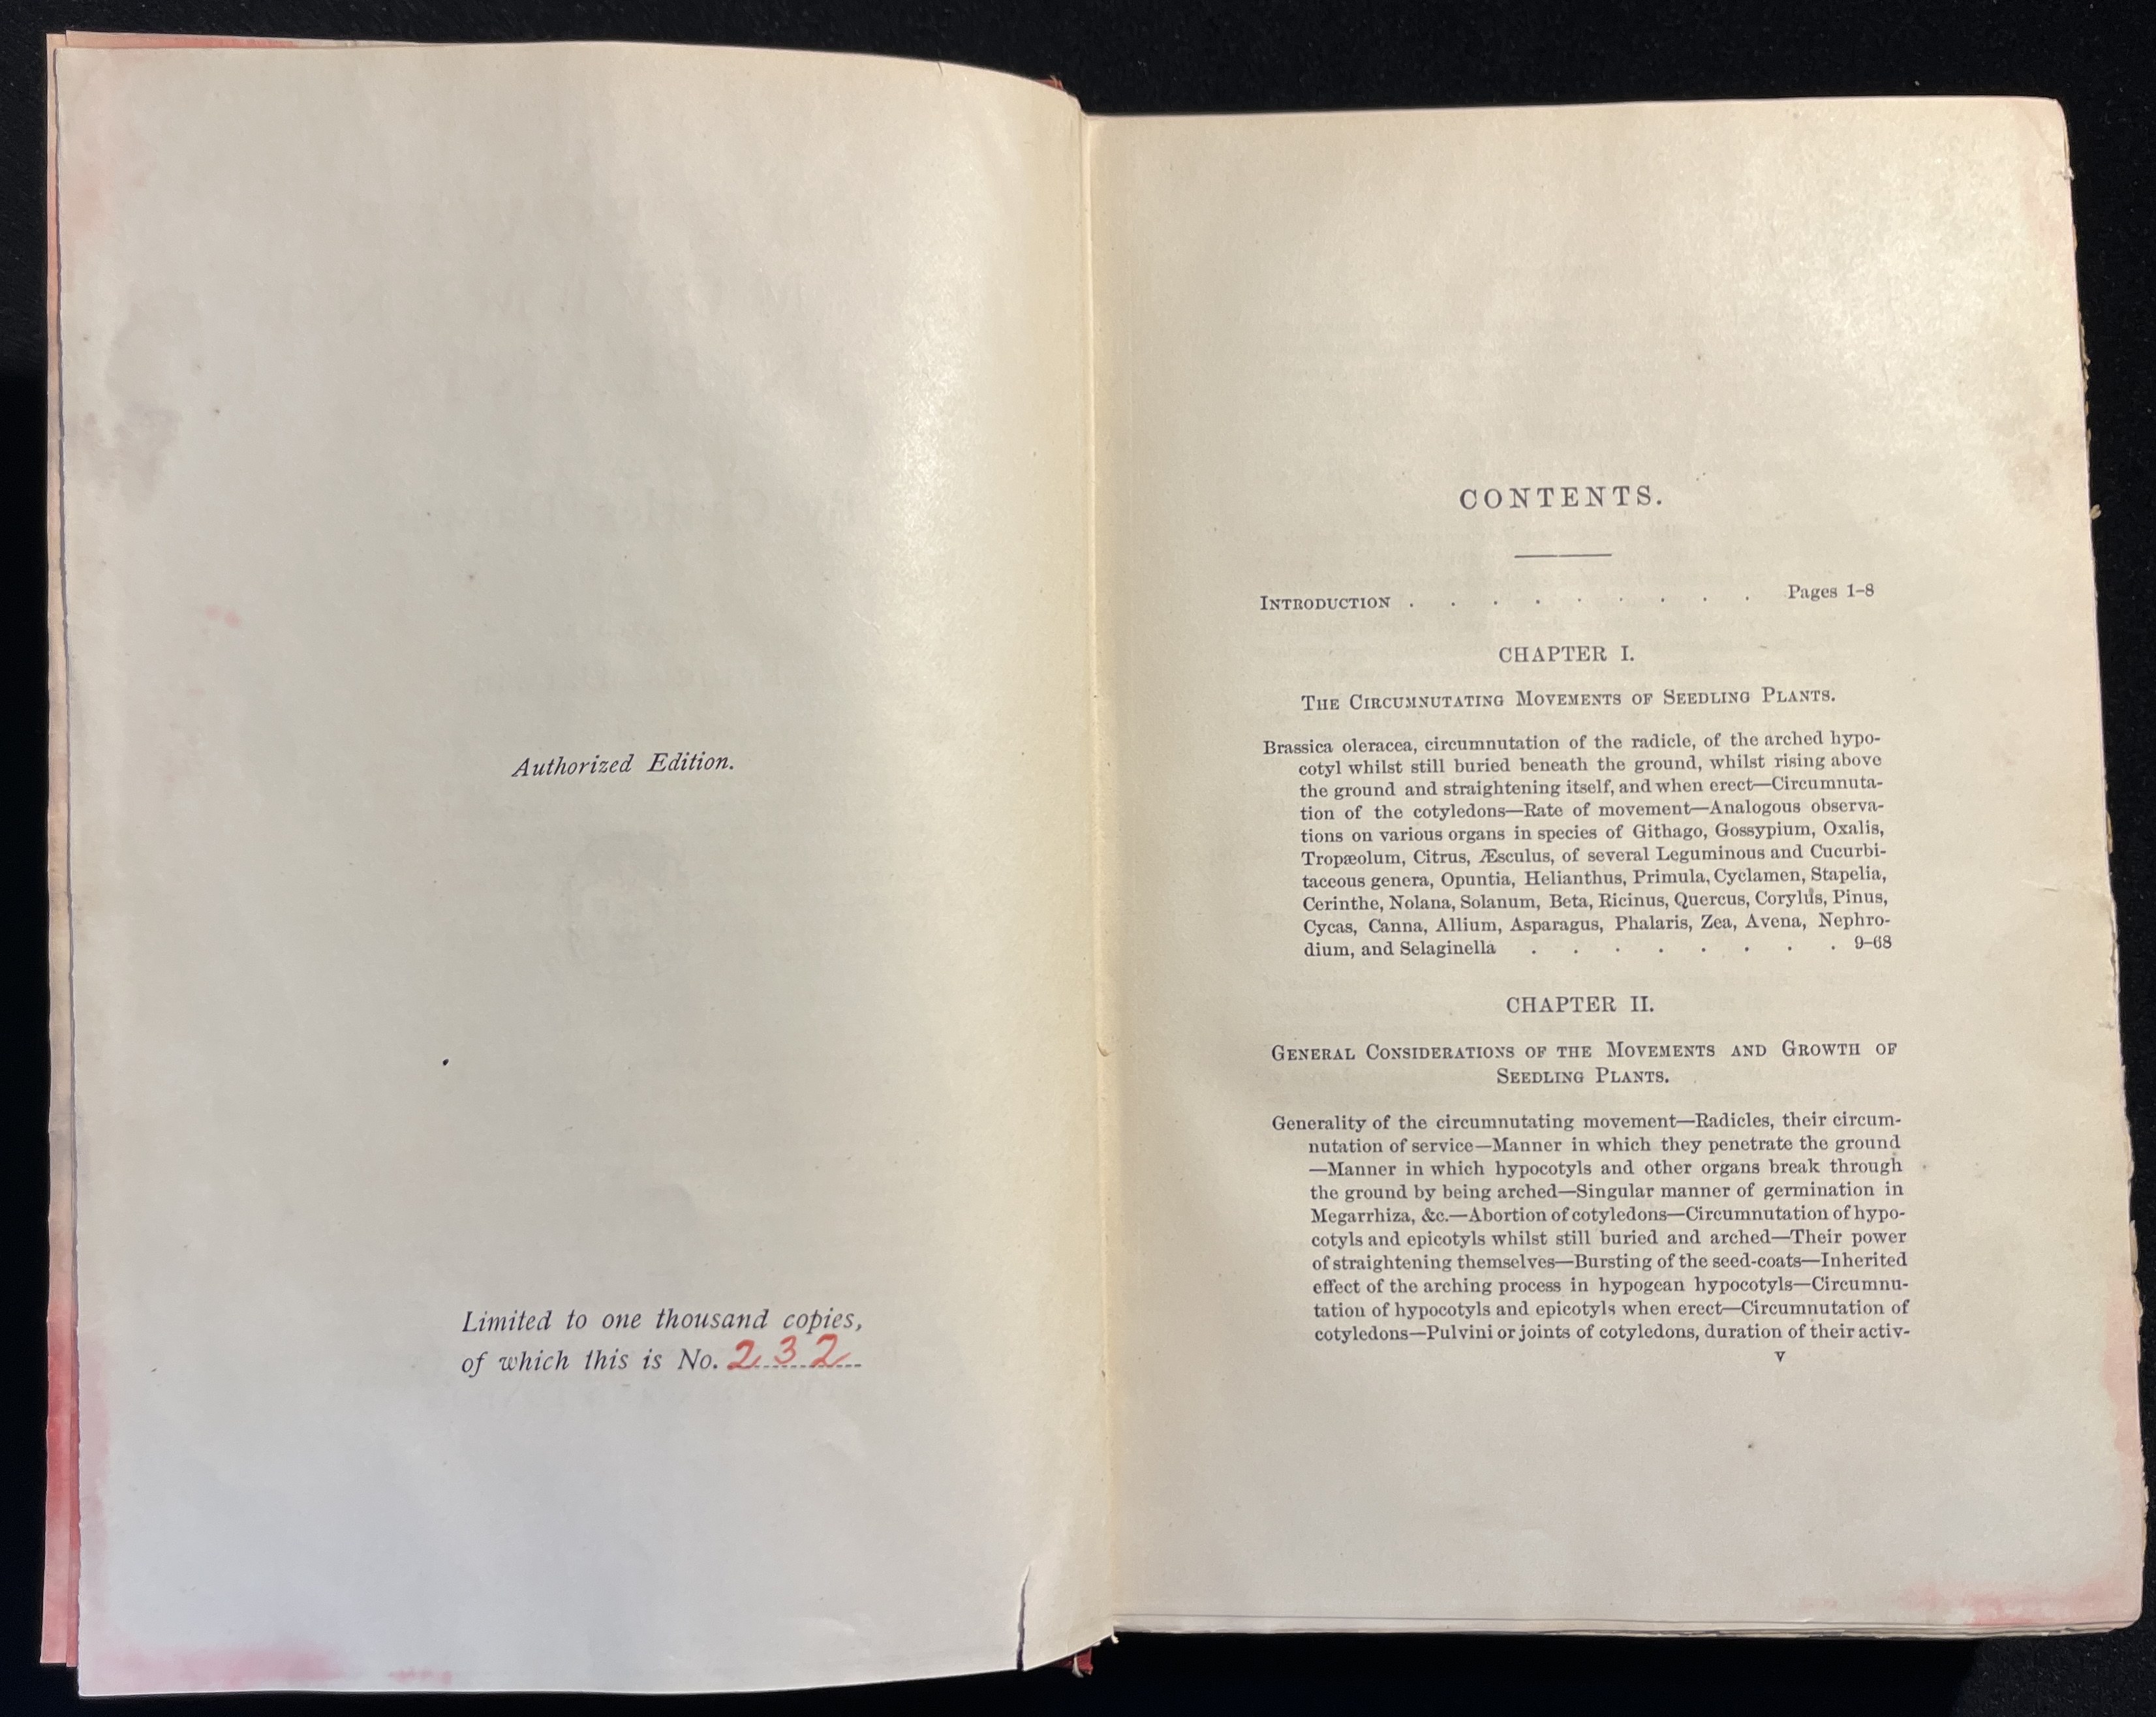 Authorized Edition.
Limited to one thousand copies,
of which this is No. 232
CONTENTS.
INTRODUCTION . . . . . . . . . Pages 1–8
CHAPTER I.
THE CIRCUMNUTATING MOVEMENTS OF SEEDLING PLANTS.
Brassica oleracea, circumnutation of the radicle, of the arched hypo-
cotyl whilst still buried beneath the ground, whilst rising above
the ground and straightening itself, and when erect—Circumnuta-
tion of the cotyledons—Rate of movement—Analogous observa-
tions on various organs in species of Githago, Gossypium, Oxalis,
Tropæolum, Citrus, Æsculus, of several Leguminous and Cucurbi-
taceous genera, Opuntia, Helianthus, Primula, Cyclamen, Stapelia,
Cerinthe, Nolana, Solanum, Beta, Ricinus, Quercus, Corylus, Pinus,
Cycas, Canna, Allium, Asparagus, Phalaris, Zea, Avena, Nephro-
dium, and Selaginella . . . . . . . . 9–68
CHAPTER II.
GENERAL CONSIDERATIONS OF THE MOVEMENTS AND GROWTH OF
SEEDLING PLANTS.
Generality of the circumnutating movement—Radicles, their circum-
nutation of service—Manner in which they penetrate the ground
—Manner in which hypocotyls and other organs break through
the ground by being arched—Singular manner of germination in
Megarrhiza, &c.—Abortion of cotyledons—Circumnutation of hypo-
cotyls and epicotyls whilst still buried and arched—Their power
of straightening themselves—Bursting of the seed-coats—Inherited
effect of the arching process in hypogean hypocotyls—Circumnu-
tation of hypocotyls and epicotyls when erect—Circumnutation of
cotyledons—Pulvini or joints of cotyledons, duration of their activ-
v